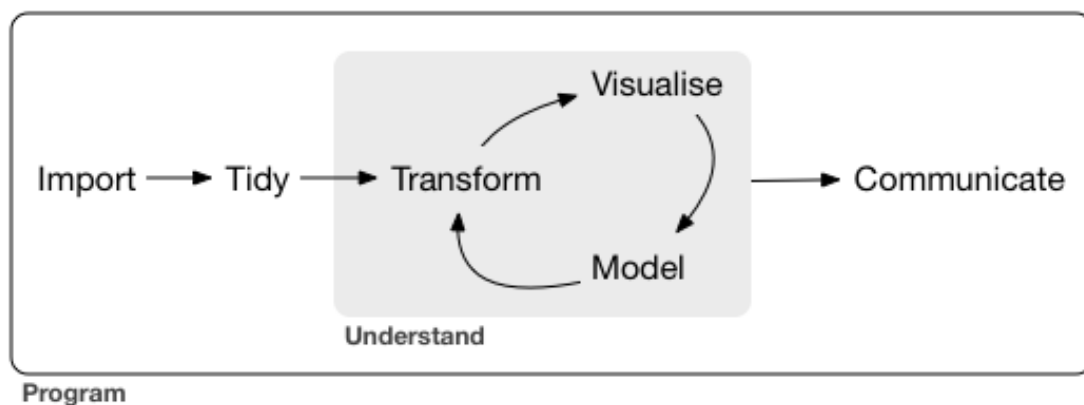 Visualise
Import
Tidy
Transform
Communicate
Model
Understand
Program